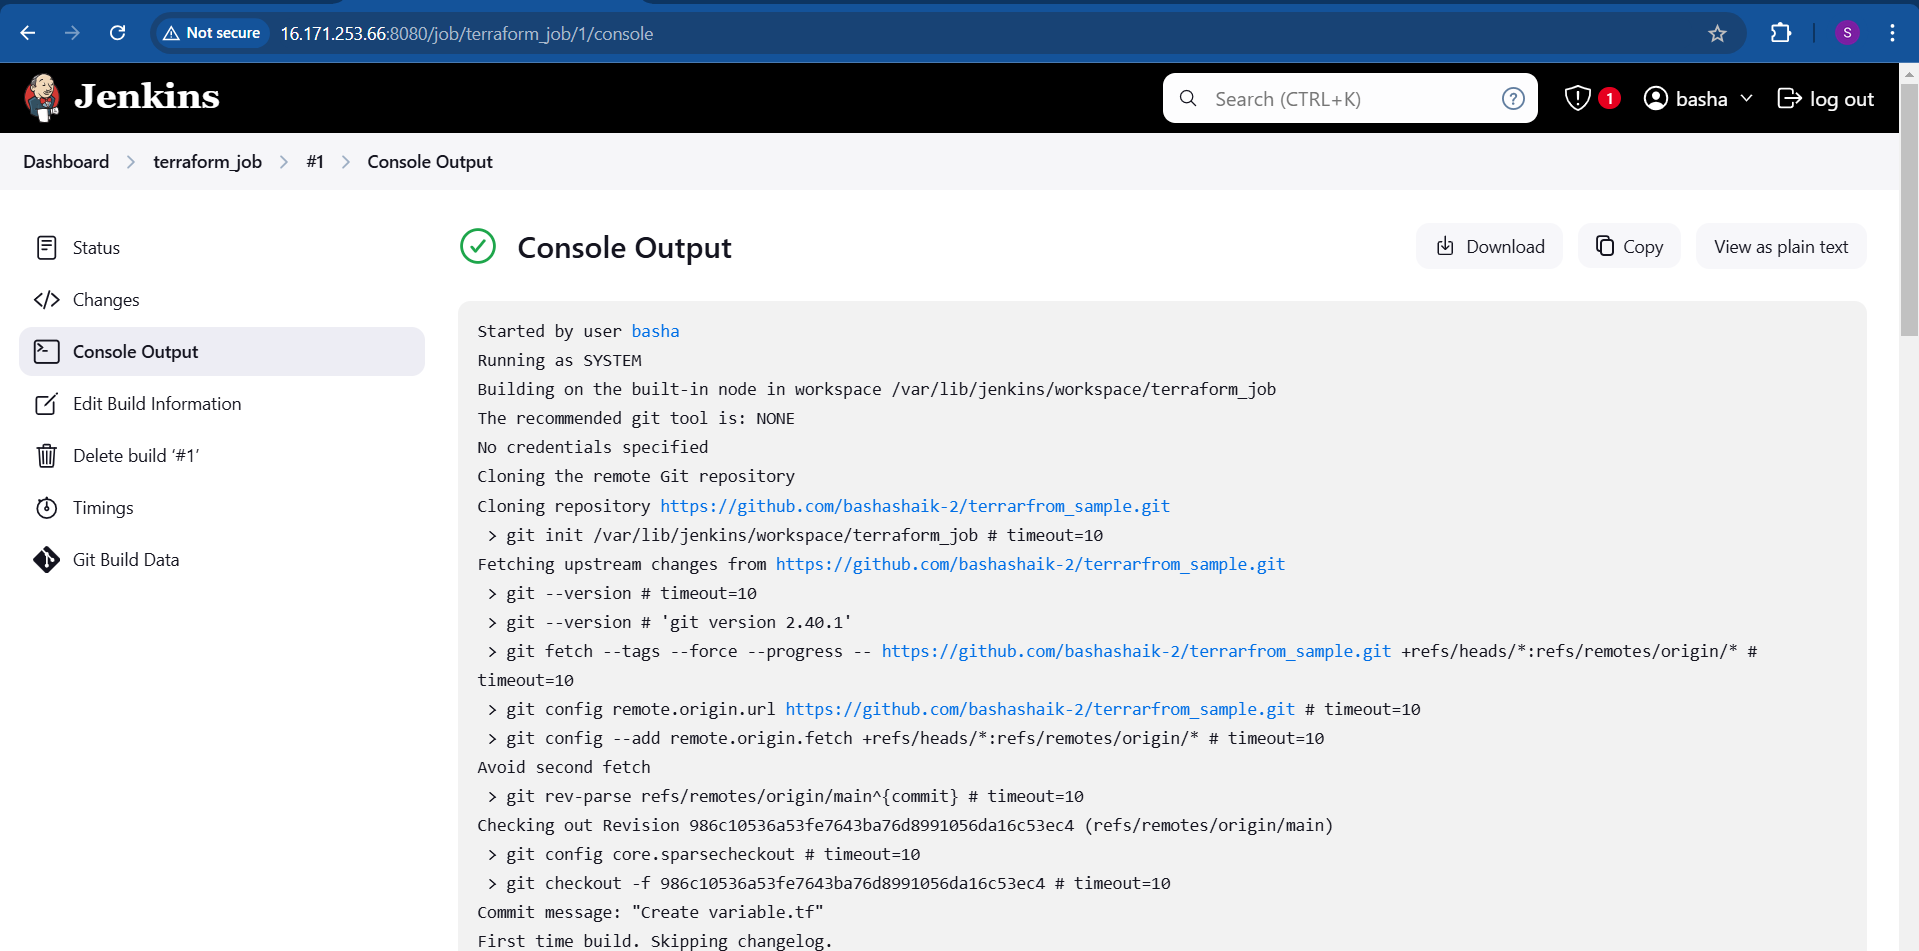 Not secure 16.171.253.66:8080/job/terraform_job/1/console S
Jenkins Search (CTRL+K) ? 1 basha log out
Dashboard > terraform_job > #1 > Console Output
Status
Changes
Console Output
Edit Build Information
Delete build ‘#1’
Timings
Git Build Data
Console Output Download Copy View as plain text
Started by user basha
Running as SYSTEM
Building on the built-in node in workspace /var/lib/jenkins/workspace/terraform_job
The recommended git tool is: NONE
No credentials specified
Cloning the remote Git repository
Cloning repository https://github.com/bashashaik-2/terrarfrom_sample.git
> git init /var/lib/jenkins/workspace/terraform_job # timeout=10
Fetching upstream changes from https://github.com/bashashaik-2/terrarfrom_sample.git
> git --version # timeout=10
> git --version # 'git version 2.40.1'
> git fetch --tags --force --progress -- https://github.com/bashashaik-2/terrarfrom_sample.git +refs/heads/*:refs/remotes/origin/* #
timeout=10
> git config remote.origin.url https://github.com/bashashaik-2/terrarfrom_sample.git # timeout=10
> git config --add remote.origin.fetch +refs/heads/*:refs/remotes/origin/* # timeout=10
Avoid second fetch
> git rev-parse refs/remotes/origin/main^{commit} # timeout=10
Checking out Revision 986c10536a53fe7643ba76d8991056da16c53ec4 (refs/remotes/origin/main)
> git config core.sparsecheckout # timeout=10
> git checkout -f 986c10536a53fe7643ba76d8991056da16c53ec4 # timeout=10
Commit message: "Create variable.tf"
First time build. Skipping changelog.